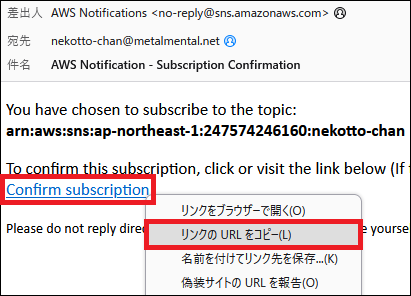 差出人 AWS Notifications <no-reply@sns.amazonaws.com>
宛先 nekotto-chan@metalmental.net
件名 AWS Notification - Subscription Confirmation
You have chosen to subscribe to the topic:
arn:aws:sns:ap-northeast-1:247574246160:nekotto-chan
To confirm this subscription, click or visit the link below (If
Confirm subscription
リンクをブラウザーで開く(O)
リンクの URL をコピー(L)
名前を付けてリンク先を保存...(K)
偽装サイトの URL を報告(O)
Please do not reply yourse